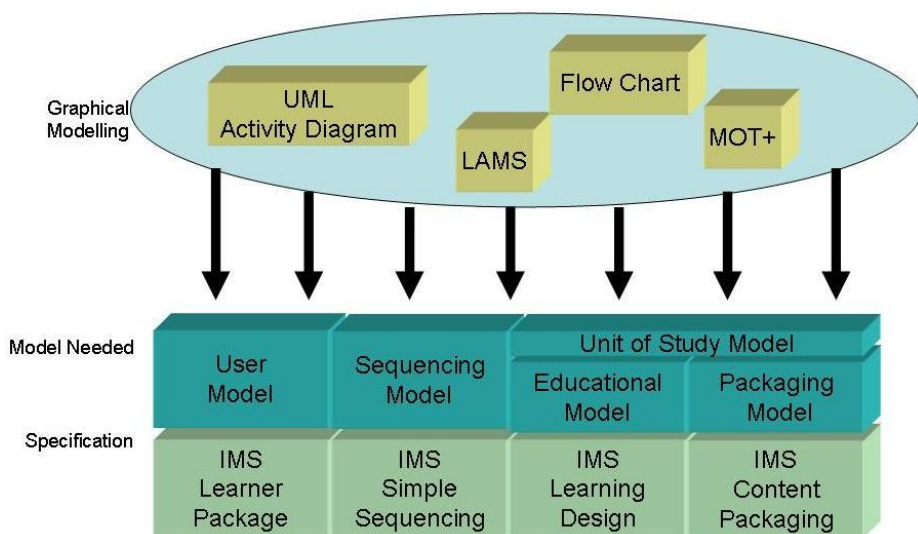 Graphical
Modelling
UML
Activity Diagram
LAMS
Flow Chart
MOT+
Model Needed
User
Model
Sequencing
Model
Unit of Study Model
Educational
Model
Packaging
Model
Specification
IMS
Learner
Package
IMS
Simple
Sequencing
IMS
Learning
Design
IMS
Content
Packaging